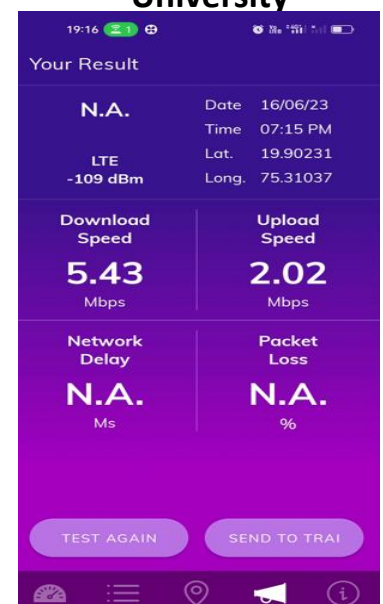 University
19:16 1
Your Result
N.A.
Date 16/06/23
Time 07:15 PM
LTE
Lat. 19.90231
-109 dBm
Long. 75.31037
Download
Speed
5.43
Mbps
Upload
Speed
2.02
Mbps
Network
Delay
N.A.
Ms
Packet
Loss
N.A.
%
TEST AGAIN
SEND TO TRAI